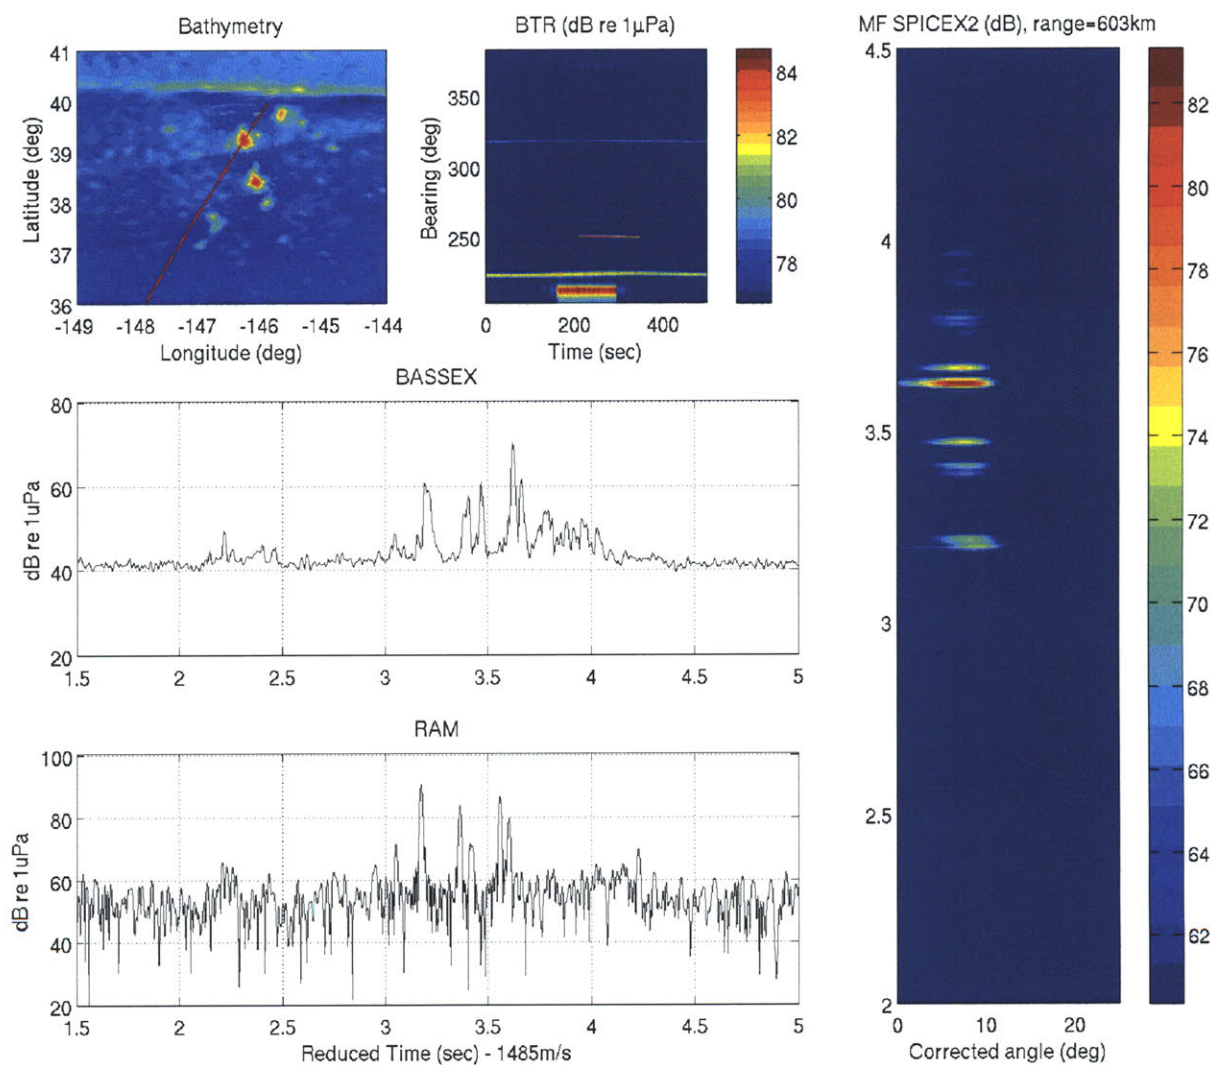 Bathymetry
41
40
39
38
37
36
Latitude (deg)
-149 -148 -147 -146 -145 -144
Longitude (deg)
BTR (dB re 1µPa)
350
300
250
Bearing (deg)
0 200 400
Time (sec)
84
82
80
78
MF SPICEX2 (dB), range=603km
4.5
4
3.5
3
2.5
2
0 10 20
Corrected angle (deg)
82
80
78
76
74
72
70
68
66
64
62
BASSEX
80
60
40
20
dB re 1uPa
1.5 2 2.5 3 3.5 4 4.5 5
RAM
100
80
60
40
20
dB re 1uPa
1.5 2 2.5 3 3.5 4 4.5 5
Reduced Time (sec) - 1485m/s